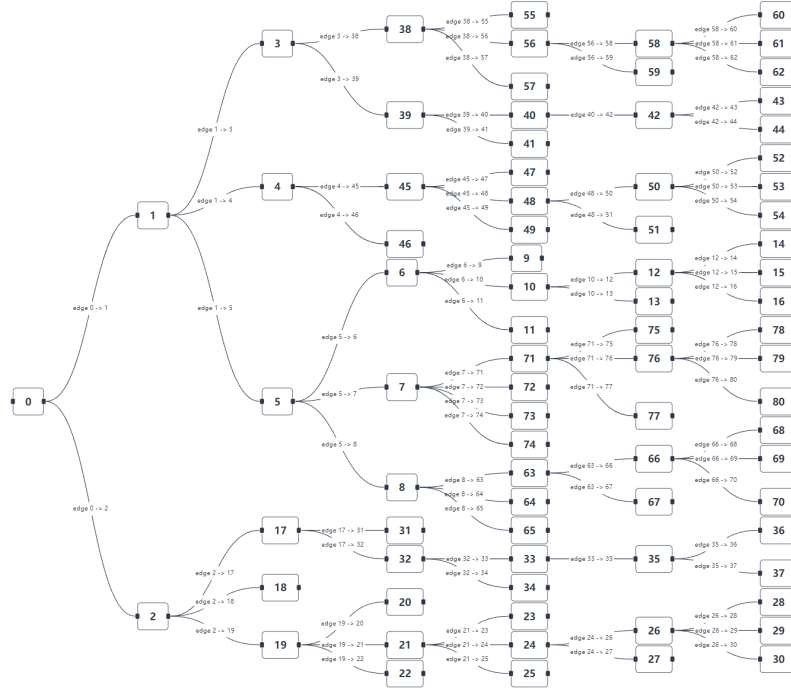 55
60
edge 38 -> 55
edge 58 -> 60
38
edge 3 -> 38
edge 38 -> 56
3
56
edge 56 -> 58
58
edge 58 -> 61
61
edge 38 -> 57
edge 56 -> 59
edge 58 -> 62
59
62
edge 3 -> 39
57
43
edge 42 -> 43
39
edge 39 -> 40
40
edge 40 -> 42
42
edge 42 -> 44
edge 1 -> 3
edge 39 -> 41
44
41
52
47
edge 50 -> 52
edge 45 -> 47
4
edge 4 -> 45
45
edge 45 -> 48
edge 48 -> 50
50
edge 50 -> 53
53
edge 1 -> 4
48
edge 50 -> 54
edge 45 -> 49
edge 4 -> 46
edge 48 -> 51
54
1
49
51
46
14
9
edge 12 -> 14
edge 6 -> 9
6
edge 6 -> 10
edge 10 -> 12
12
edge 12 -> 15
15
10
edge 12 -> 16
edge 10 -> 13
edge 6 -> 11
13
16
edge 0 -> 1
edge 1 -> 5
11
75
78
edge 5 -> 6
edge 71 -> 75
edge 76 -> 78
71
edge 71 -> 76
76
edge 76 -> 79
79
edge 7 -> 71
edge 76 -> 80
7
edge 7 -> 72
72
edge 5 -> 7
edge 71 -> 77
0
5
edge 7 -> 73
80
edge 7 -> 74
73
77
68
edge 5 -> 8
74
edge 66 -> 68
66
edge 66 -> 69
69
edge 63 -> 66
63
edge 8 -> 63
edge 66 -> 70
8
edge 63 -> 67
edge 8 -> 64
64
67
70
edge 0 -> 2
edge 8 -> 65
17
edge 17 -> 31
31
65
36
edge 17 -> 32
edge 35 -> 36
32
edge 32 -> 33
33
edge 33 -> 35
35
edge 35 -> 37
edge 2 -> 17
edge 32 -> 34
37
18
34
edge 2 -> 18
20
28
2
23
edge 26 -> 28
edge 19 -> 20
edge 2 -> 19
edge 21 -> 23
26
edge 26 -> 29
29
edge 24 -> 26
19
edge 19 -> 21
21
edge 21 -> 24
24
edge 26 -> 30
edge 24 -> 27
edge 19 -> 22
edge 21 -> 25
27
30
22
25